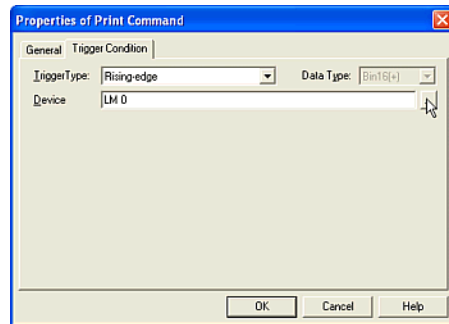 Properties of Print Command
General Trigger Condition
TriggerType: Rising-edge Data Type: Bin16(+)
Device LM 0
OK Cancel Help